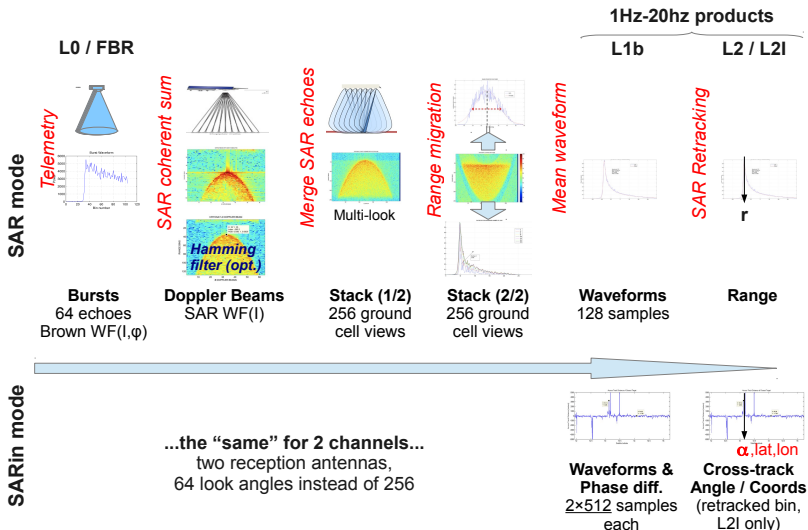 1Hz-20hz products
L0 / FBR
L1b
L2 / L2I
SAR mode
Telemetry
SAR coherent sum
Merge SAR echoes
Range migration
Mean waveform
SAR Retracking
Multi-look
Hamming
filter (opt.)
r
Bursts
64 echoes
Brown WF(I,φ)
Doppler Beams
SAR WF(I)
Stack (1/2)
256 ground
cell views
Stack (2/2)
256 ground
cell views
Waveforms
128 samples
Range
SARin mode
...the “same” for 2 channels...
two reception antennas,
64 look angles instead of 256
α,lat,lon
Waveforms &
Phase diff.
2×512 samples
each
Cross-track
Angle / Coords
(retracked bin,
L2I only)